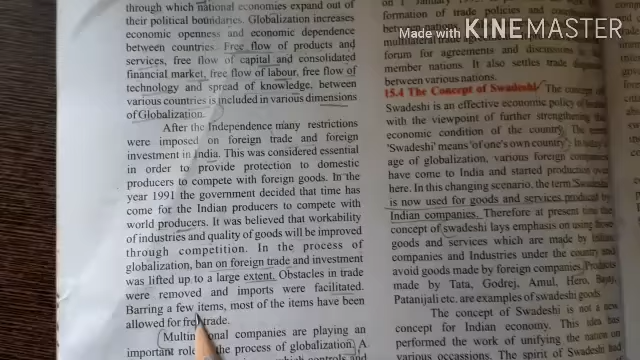 through which national economies expand out of
their political boundaries. Globalization increases
economic openness and economic dependence
between countries. Free flow of products and
services, free flow of capital and consolidated
financial market, free flow of labour, free flow of
technology and spread of knowledge, between
various countries is included in various dimensions
of Globalization.
After the Independence many restrictions
were imposed on foreign trade and foreign
investment in India. This was considered essential
in order to provide protection to domestic
producers to compete with foreign goods. In the
year 1991 the government decided that time has
come for the Indian producers to compete with
world producers. It was believed that workability
of industries and quality of goods will be improved
through competition. In the process of
globalization, ban on foreign trade and investment
was lifted up to a large extent. Obstacles in trade
were removed and imports were facilitated.
Barring a few items, most of the items have been
allowed for free trade.
companies are playing an
important role the process of globalization. A
on 1
formation of trade policies and
between nations.
multilateral trade
forum for agreements and discussions
member nations. It also settles trade
between various nations.
15.4 The Concept of Swadeshi The concept of
Swadeshi is an effective economic policy of
with the viewpoint of further strengthening the
economic condition of the country. The term
'Swadeshi' means 'of one's own country'. In today's
age of globalization, various foreign companies
have come to India and started production over
here. In this changing scenario, the term 'Swadeshi'
is now used for goods and services produced by
Indian companies. Therefore at present time the
concept of swadeshi lays emphasis on using those
goods and services which are made by Indian
companies and Industries under the country and
avoid goods made by foreign companies. Products
made by Tata, Godrej, Amul, Hero, Bajaj,
Patanjali etc. are examples of swadeshi goods.
The concept of Swadeshi is not a new
concept for Indian economy. This idea has
performed the work of unifying the nation on
various occassions. The spirit of Swadeshi had
Made with KINEMASTER